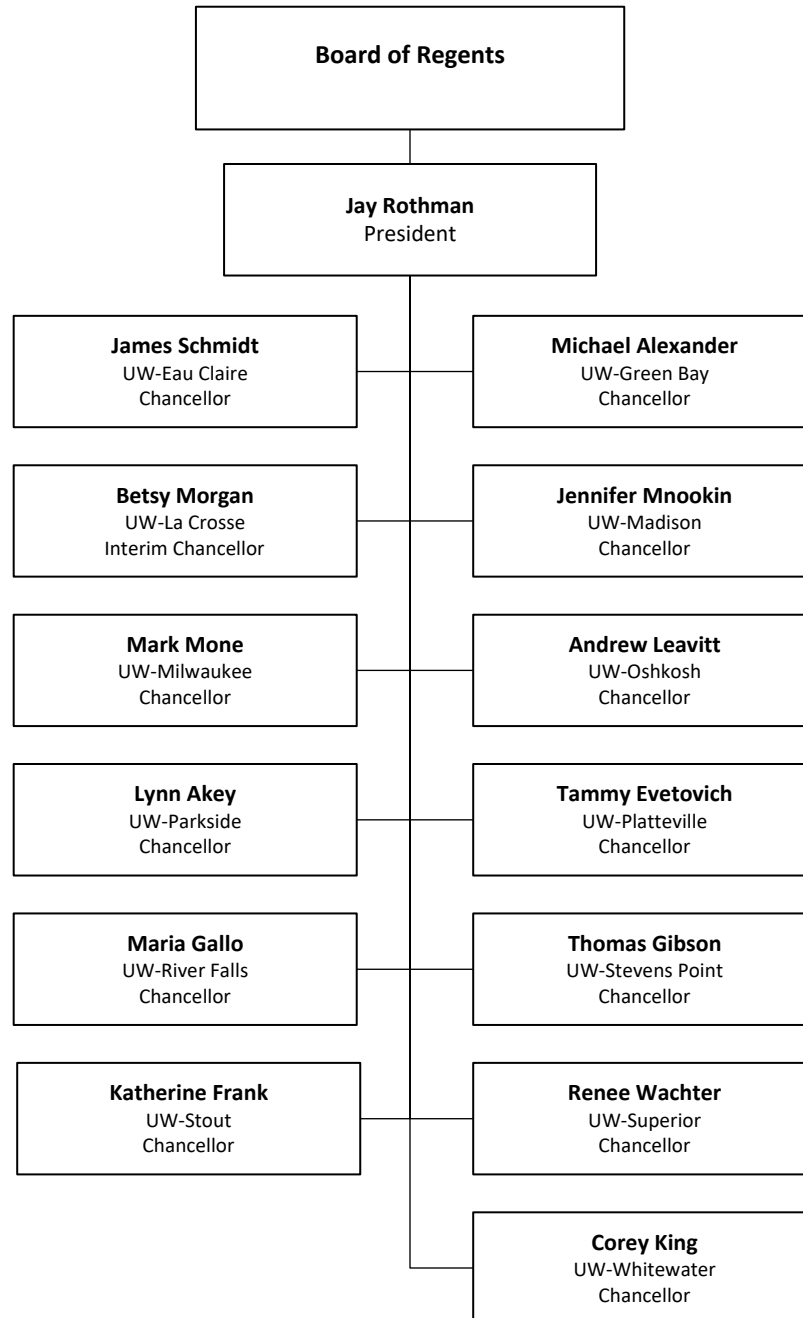 Board of Regents
Jay Rothman
President
James Schmidt
UW-Eau Claire
Chancellor
Michael Alexander
UW-Green Bay
Chancellor
Betsy Morgan
UW-La Crosse
Interim Chancellor
Jennifer Mnookin
UW-Madison
Chancellor
Mark Mone
UW-Milwaukee
Chancellor
Andrew Leavitt
UW-Oshkosh
Chancellor
Lynn Akey
UW-Parkside
Chancellor
Tammy Evetovich
UW-Platteville
Chancellor
Maria Gallo
UW-River Falls
Chancellor
Thomas Gibson
UW-Stevens Point
Chancellor
Katherine Frank
UW-Stout
Chancellor
Renee Wachter
UW-Superior
Chancellor
Corey King
UW-Whitewater
Chancellor